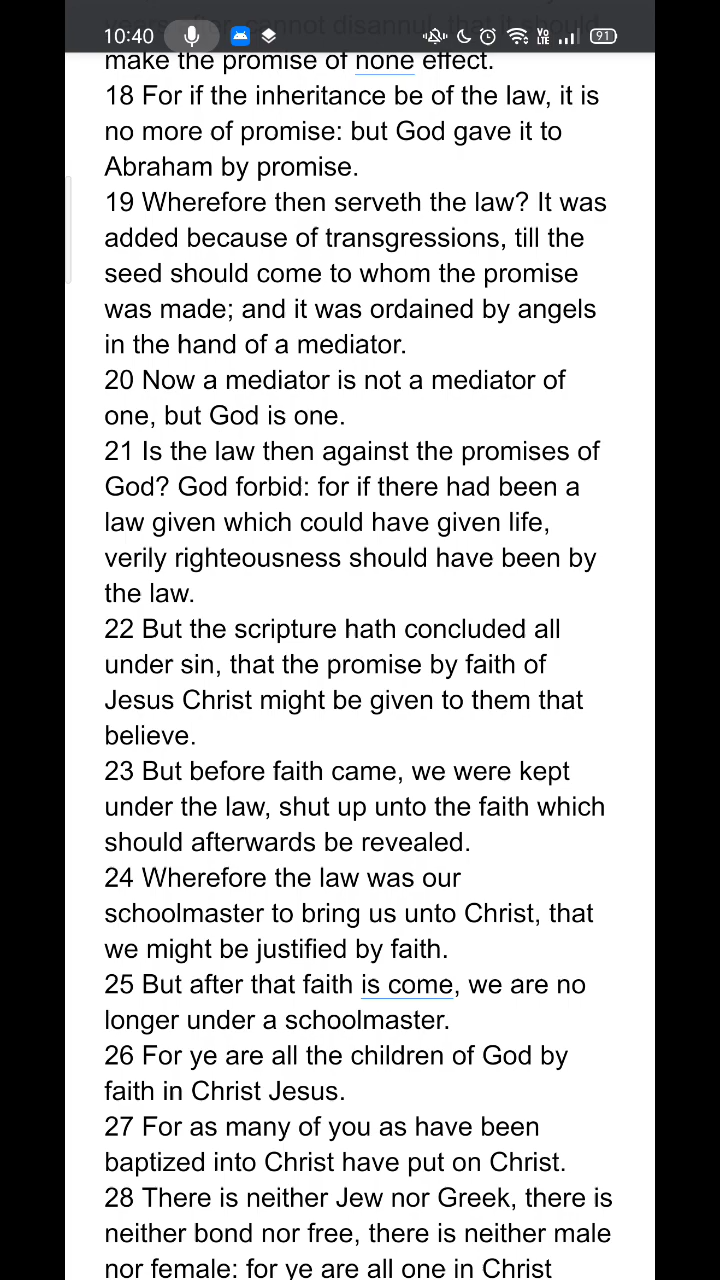 years after, cannot disannul, that it should
10:40 Vo LTE 91
make the promise of none effect.
18 For if the inheritance be of the law, it is
no more of promise: but God gave it to
Abraham by promise.
19 Wherefore then serveth the law? It was
added because of transgressions, till the
seed should come to whom the promise
was made; and it was ordained by angels
in the hand of a mediator.
20 Now a mediator is not a mediator of
one, but God is one.
21 Is the law then against the promises of
God? God forbid: for if there had been a
law given which could have given life,
verily righteousness should have been by
the law.
22 But the scripture hath concluded all
under sin, that the promise by faith of
Jesus Christ might be given to them that
believe.
23 But before faith came, we were kept
under the law, shut up unto the faith which
should afterwards be revealed.
24 Wherefore the law was our
schoolmaster to bring us unto Christ, that
we might be justified by faith.
25 But after that faith is come, we are no
longer under a schoolmaster.
26 For ye are all the children of God by
faith in Christ Jesus.
27 For as many of you as have been
baptized into Christ have put on Christ.
28 There is neither Jew nor Greek, there is
neither bond nor free, there is neither male
nor female: for ye are all one in Christ